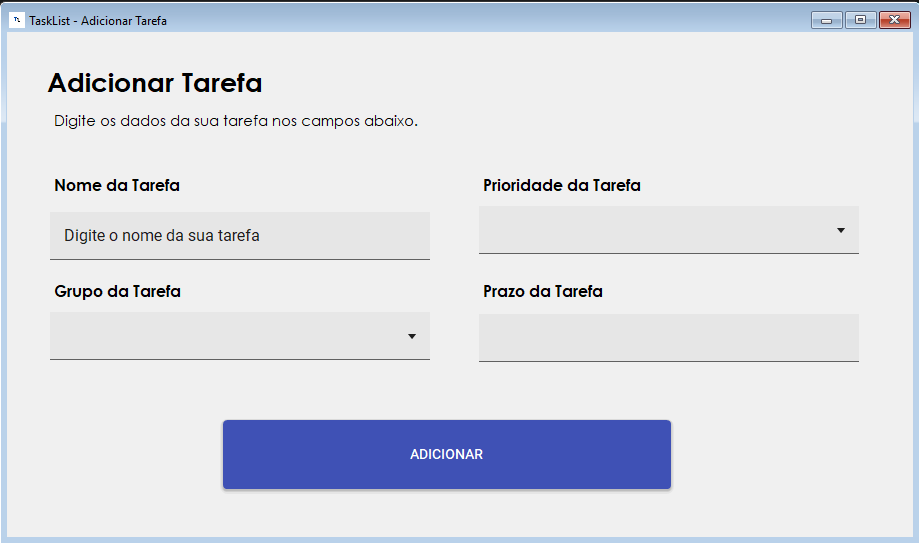 TL
TaskList - Adicionar Tarefa
Adicionar Tarefa
Digite os dados da sua tarefa nos campos abaixo.
Nome da Tarefa
Prioridade da Tarefa
Digite o nome da sua tarefa
Grupo da Tarefa
Prazo da Tarefa
ADICIONAR